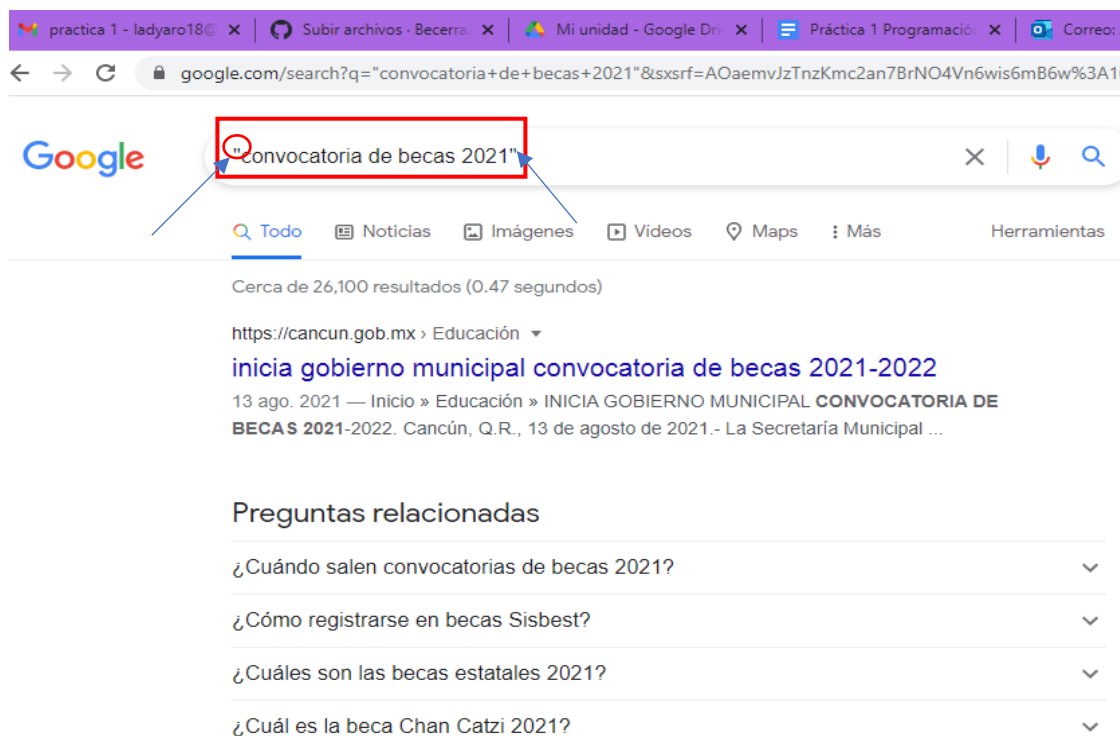 practica 1 - ladyaro18@
Subir archivos · Becerra
Mi unidad - Google Dri
Práctica 1 Programación
Correo:
google.com/search?q="convocatoria+de+becas+2021"&sxsrf=AOaemvJzTnzKmc2an7BrNO4Vn6wis6mB6w%3A1
Google
"convocatoria de becas 2021"
Todo Noticias Imágenes Videos Maps Más Herramientas
Cerca de 26,100 resultados (0.47 segundos)
https://cancun.gob.mx › Educación
inicia gobierno municipal convocatoria de becas 2021-2022
13 ago. 2021 — Inicio » Educación » INICIA GOBIERNO MUNICIPAL CONVOCATORIA DE
BECAS 2021-2022. Cancún, Q.R., 13 de agosto de 2021.- La Secretaría Municipal ...
Preguntas relacionadas
¿Cuándo salen convocatorias de becas 2021?
¿Cómo registrarse en becas Sisbest?
¿Cuáles son las becas estatales 2021?
¿Cuál es la beca Chan Catzi 2021?